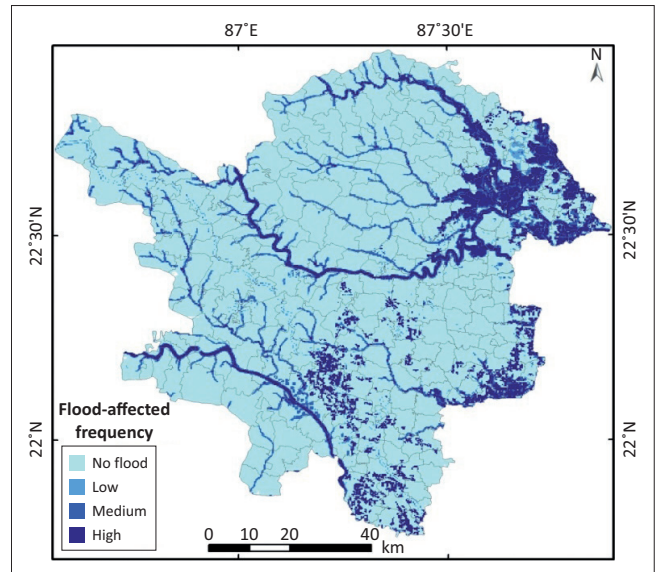 87˚E 87˚30'E
N
22˚30'N 22˚30'N
22˚N 22˚N
Flood-affected
frequency
No flood
Low
Medium
High
0 10 20 40
km